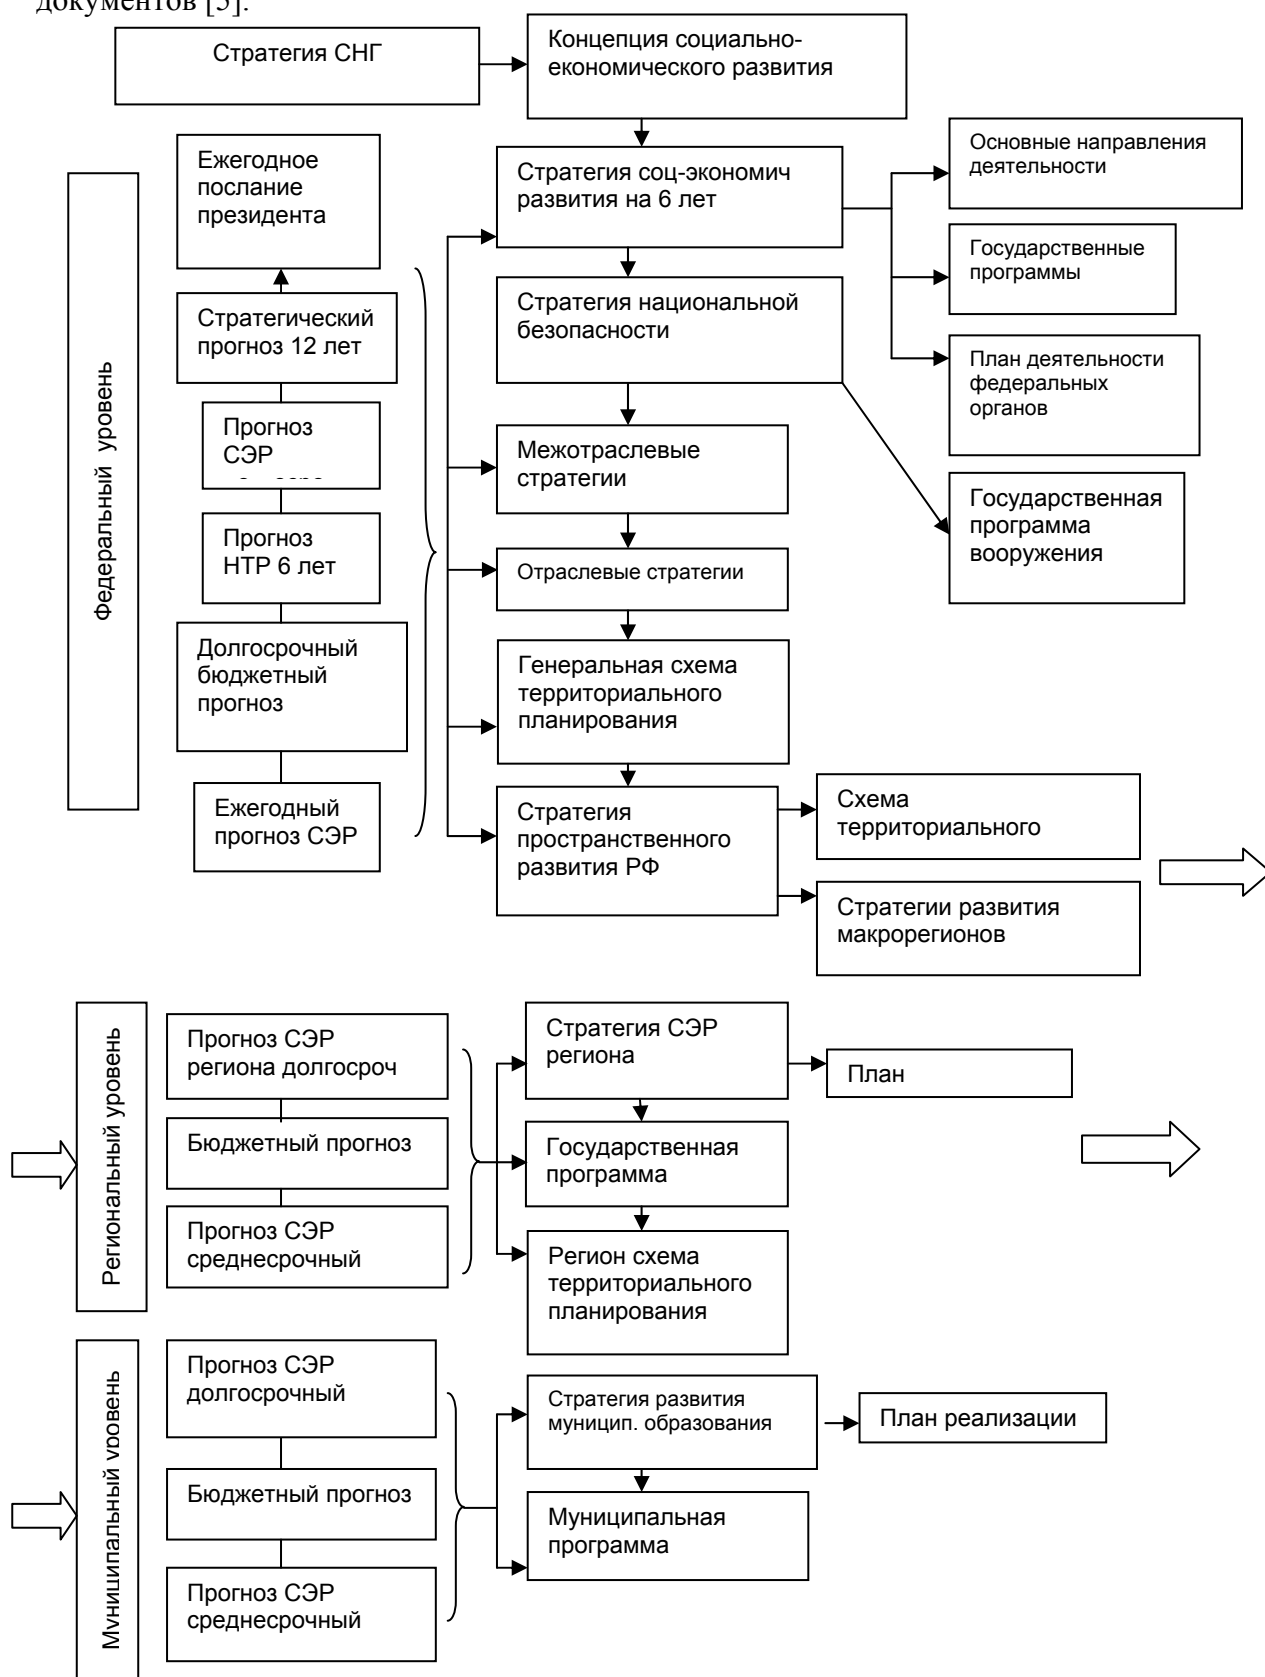 документов [5].
Стратегия СНГ
Концепция социально-
економического развития
Ежегодное
послание
президента
Стратегия соц-экономич
развития на 6 лет
Основные направления
деятельности
Государственные
программы
Стратегический
прогноз 12 лет
Стратегия национальной
безопасности
План деятельности
федеральных
органов
Федеральный уровень
Прогноз
СЭР
Межотраслевые
стратегии
Государственная
программа
вооружения
Прогноз
НТР 6 лет
Отраслевые стратегии
Долгосрочный
бюджетный
прогноз
Генеральная схема
территориального
планирования
Ежегодный
прогноз СЭР
Стратегия
пространственного
развития РФ
Схема
территориального
Стратегии развития
макрорегионов
Региональный уровень
Прогноз СЭР
региона долгосроч
Стратегия СЭР
региона
План
Бюджетный прогноз
Государственная
программа
Прогноз СЭР
среднесрочный
Регион схема
территориального
планирования
Муниципальный уровень
Прогноз СЭР
долгосрочный
Стратегия развития
муницип. образования
План реализации
Бюджетный прогноз
Муниципальная
программа
Прогноз СЭР
среднесрочный